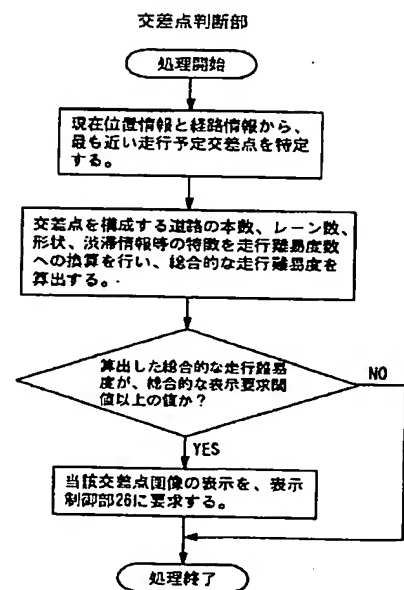 交差点判断部
処理開始
現在位置情報と経路情報から、
最も近い走行予定交差点を特定
する。
交差点を構成する道路の本数、レーン数、
形状、渋滞情報等の特徴を走行難易度数
への換算を行い、総合的な走行難易度を
算出する。
算出した総合的な走行難易
度が、総合的な表示要求閾
値以上の値か？
NO
YES
当該交差点画像の表示を、表示
制御部26に要求する。
処理終了